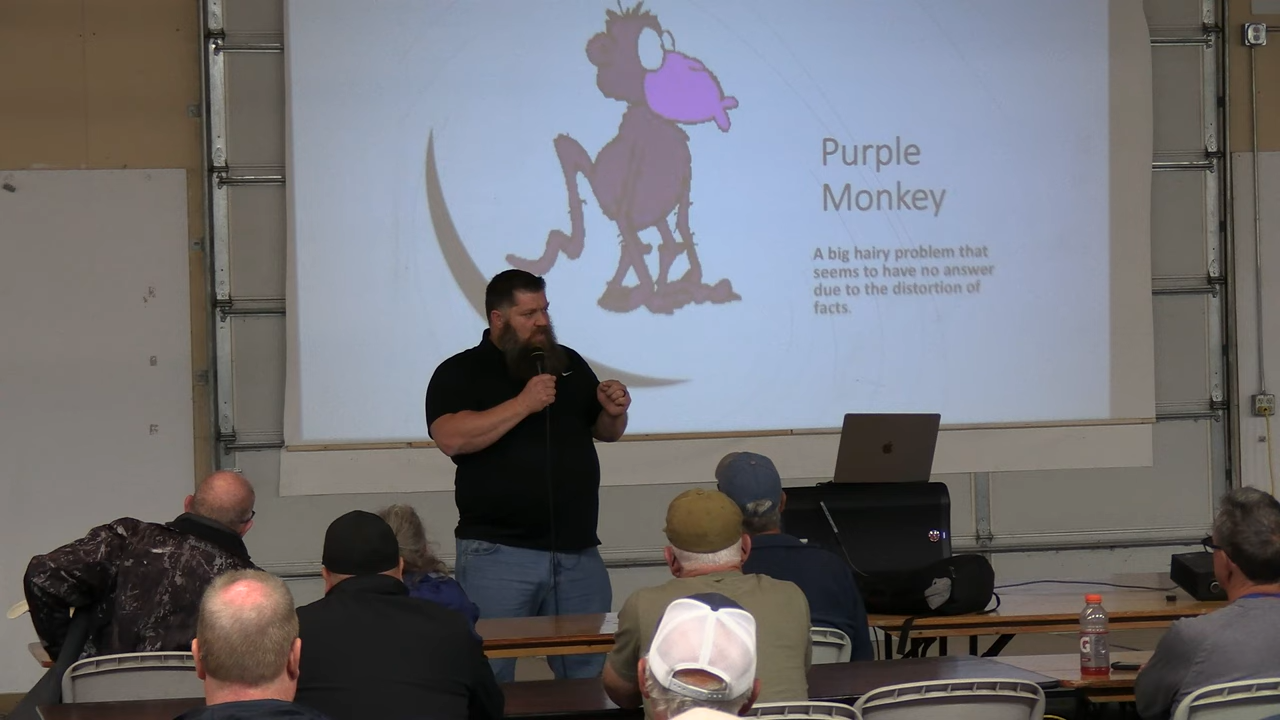 Purple
Monkey
A big hairy problem that
seems to have no answer
due to the distortion of
facts.
G